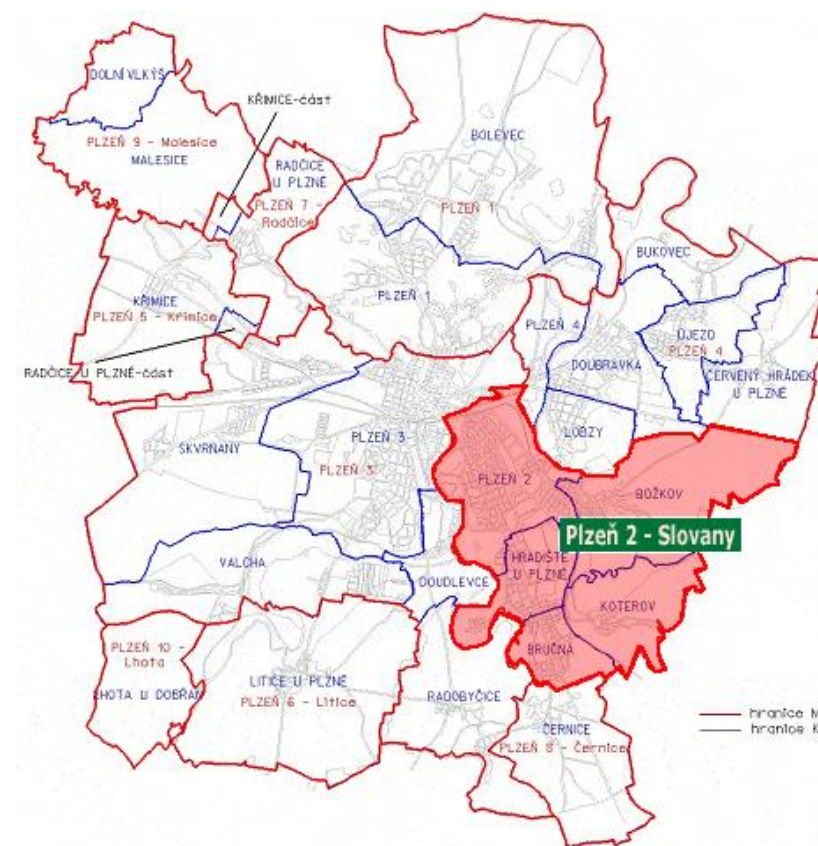 DOLNÍ VLKÝŠ
KŘIMICE-část
PLZEŇ 9 - Malesice
MALESICE
BOLEVEC
RADČICE
U PLZNĚ
PLZEŇ 7 -
Radčice
PLZEŇ 1
BUKOVEC
KŘIMICE
PLZEŇ 5 - Křimice
PLZEŇ 1
PLZEŇ 4
ÚJEZD
PLZEŇ 4
DOUBRAVKA
RADČICE U PLZNĚ-část
ČERVENÝ HRÁDEK
U PLZNĚ
SKVRŇANY
PLZEŇ 3
PLZEŇ 3
LOBZY
PLZEŇ 2
BOŽKOV
Plzeň 2 - Slovany
VALCHA
HRADIŠTĚ
U PLZNĚ
DOUDLEVCE
KOTEROV
BRUČNÁ
PLZEŇ 10 -
Lhota
LHOTA U DOBŘAN
LITICE U PLZNĚ
PLZEŇ 6 - Litice
RADOBYČICE
ČERNICE
PLZEŇ 8 - Černice
hranice M
hranice K